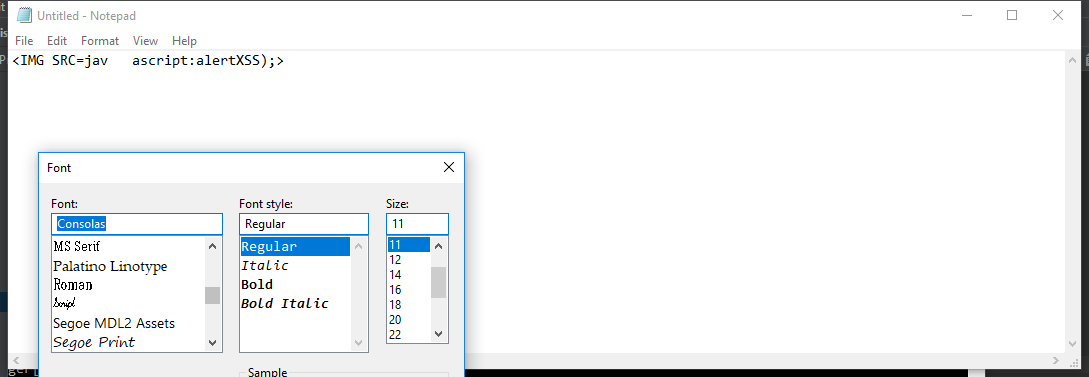 Untitled - Notepad
File Edit Format View Help
<IMG SRC=jav   ascript:alertXSS);>
Font
Font: Font style: Size:
Consolas Regular 11
MS Serif Regular 11
Palatino Linotype Italic 12
Roman Bold 14
Script Bold Italic 16
Segoe MDL2 Assets 18
Segoe Print 20
22
Sample